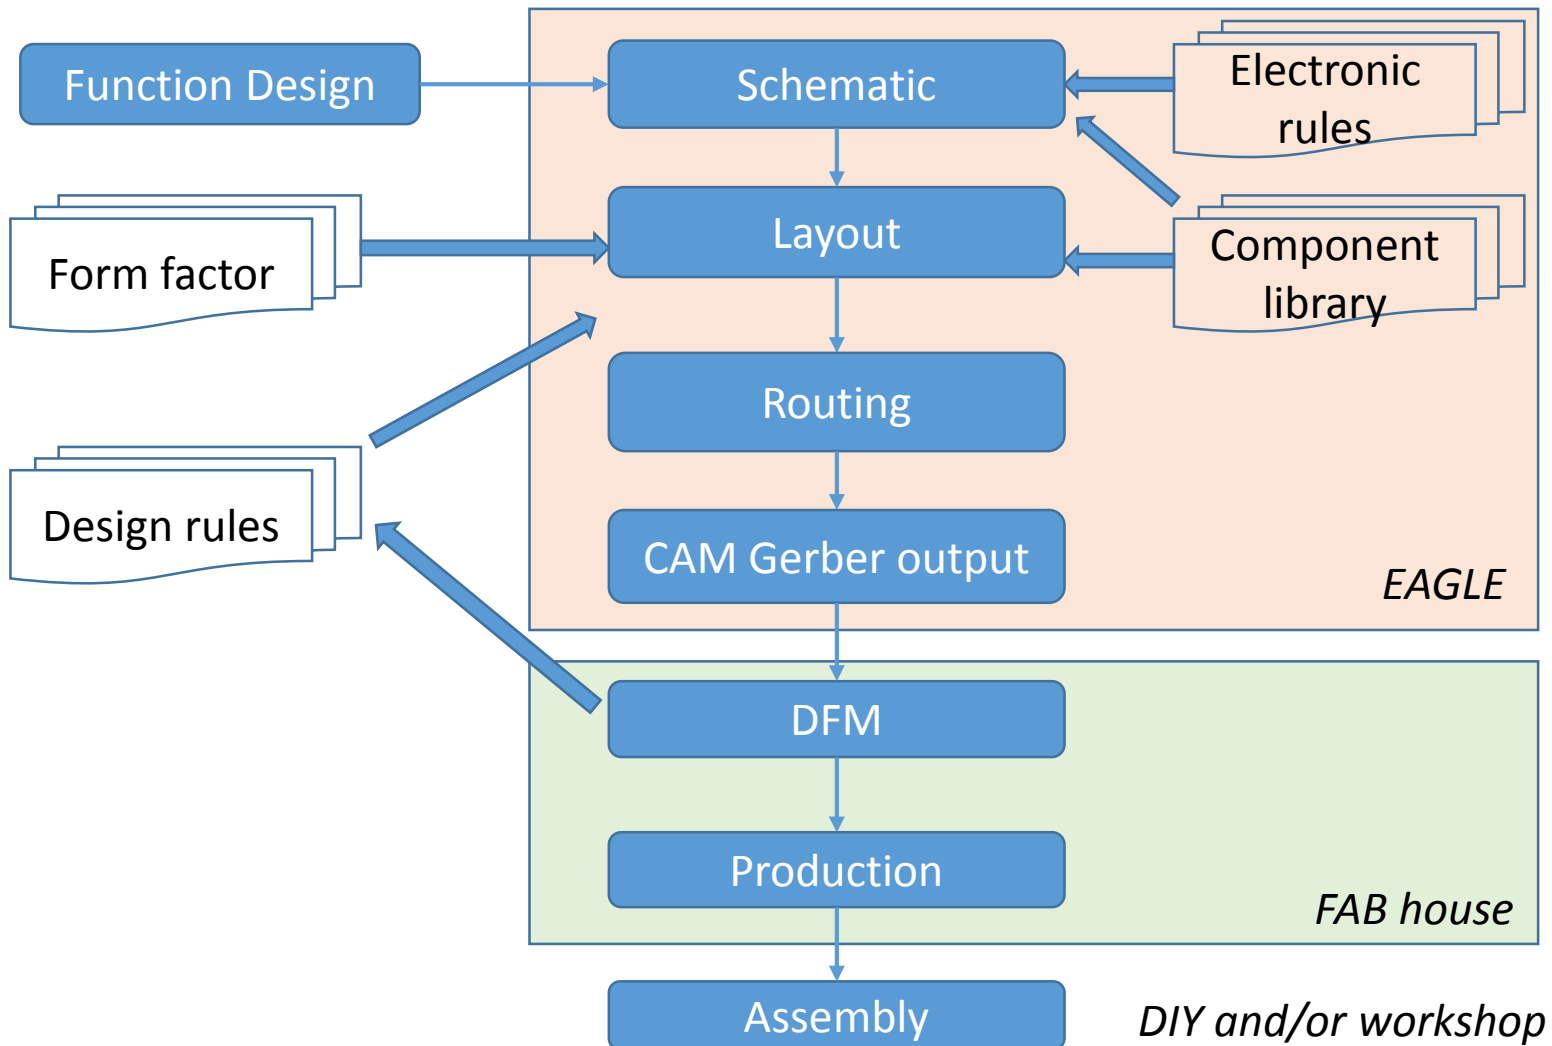 Function Design
Schematic
Electronic
rules
Form factor
Layout
Component
library
Routing
Design rules
CAM Gerber output
EAGLE
DFM
Production
FAB house
Assembly
DIY and/or workshop